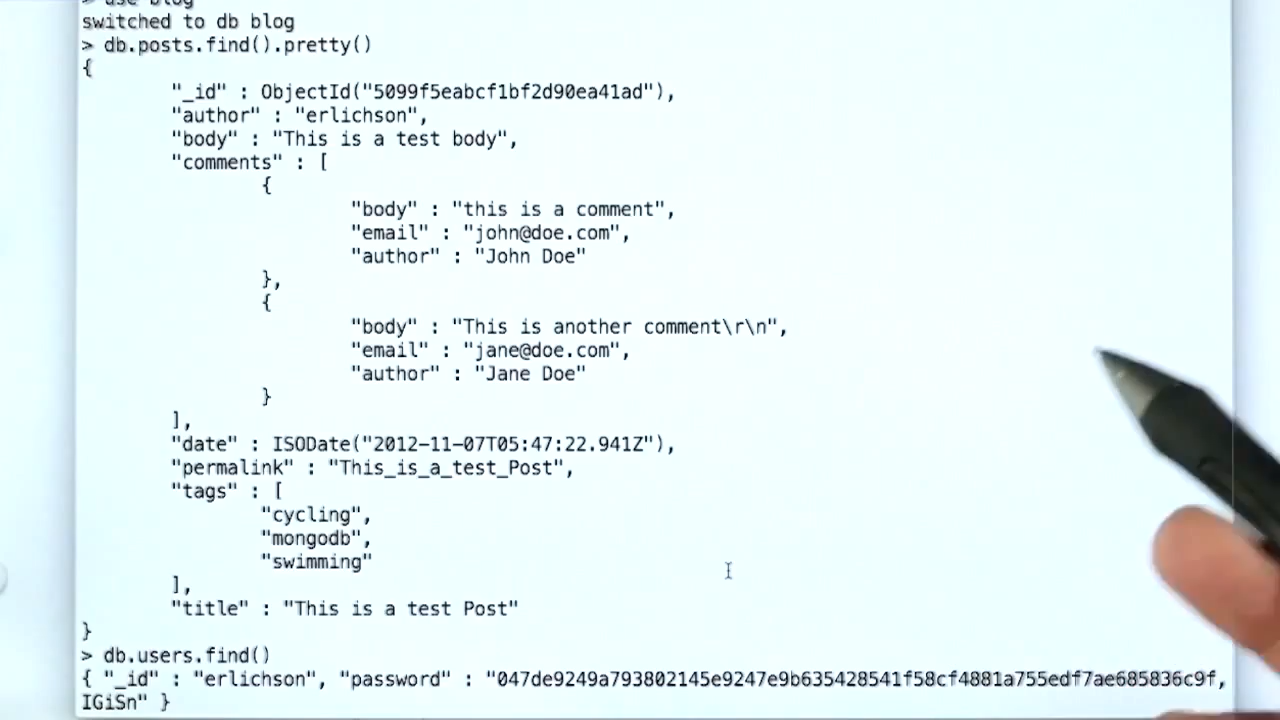 > use blog
switched to db blog
> db.posts.find().pretty()
{
"_id" : ObjectId("5099f5eabcf1bf2d90ea41ad"),
"author" : "erlichson",
"body" : "This is a test body",
"comments" : [
{
"body" : "this is a comment",
"email" : "john@doe.com",
"author" : "John Doe"
},
{
"body" : "This is another comment\r\n",
"email" : "jane@doe.com",
"author" : "Jane Doe"
}
],
"date" : ISODate("2012-11-07T05:47:22.941Z"),
"permalink" : "This_is_a_test_Post",
"tags" : [
"cycling",
"mongodb",
"swimming"
],
"title" : "This is a test Post"
}
> db.users.find()
{ "_id" : "erlichson", "password" : "047de9249a793802145e9247e9b635428541f58cf4881a755edf7ae685836c9f,
IGiSn" }